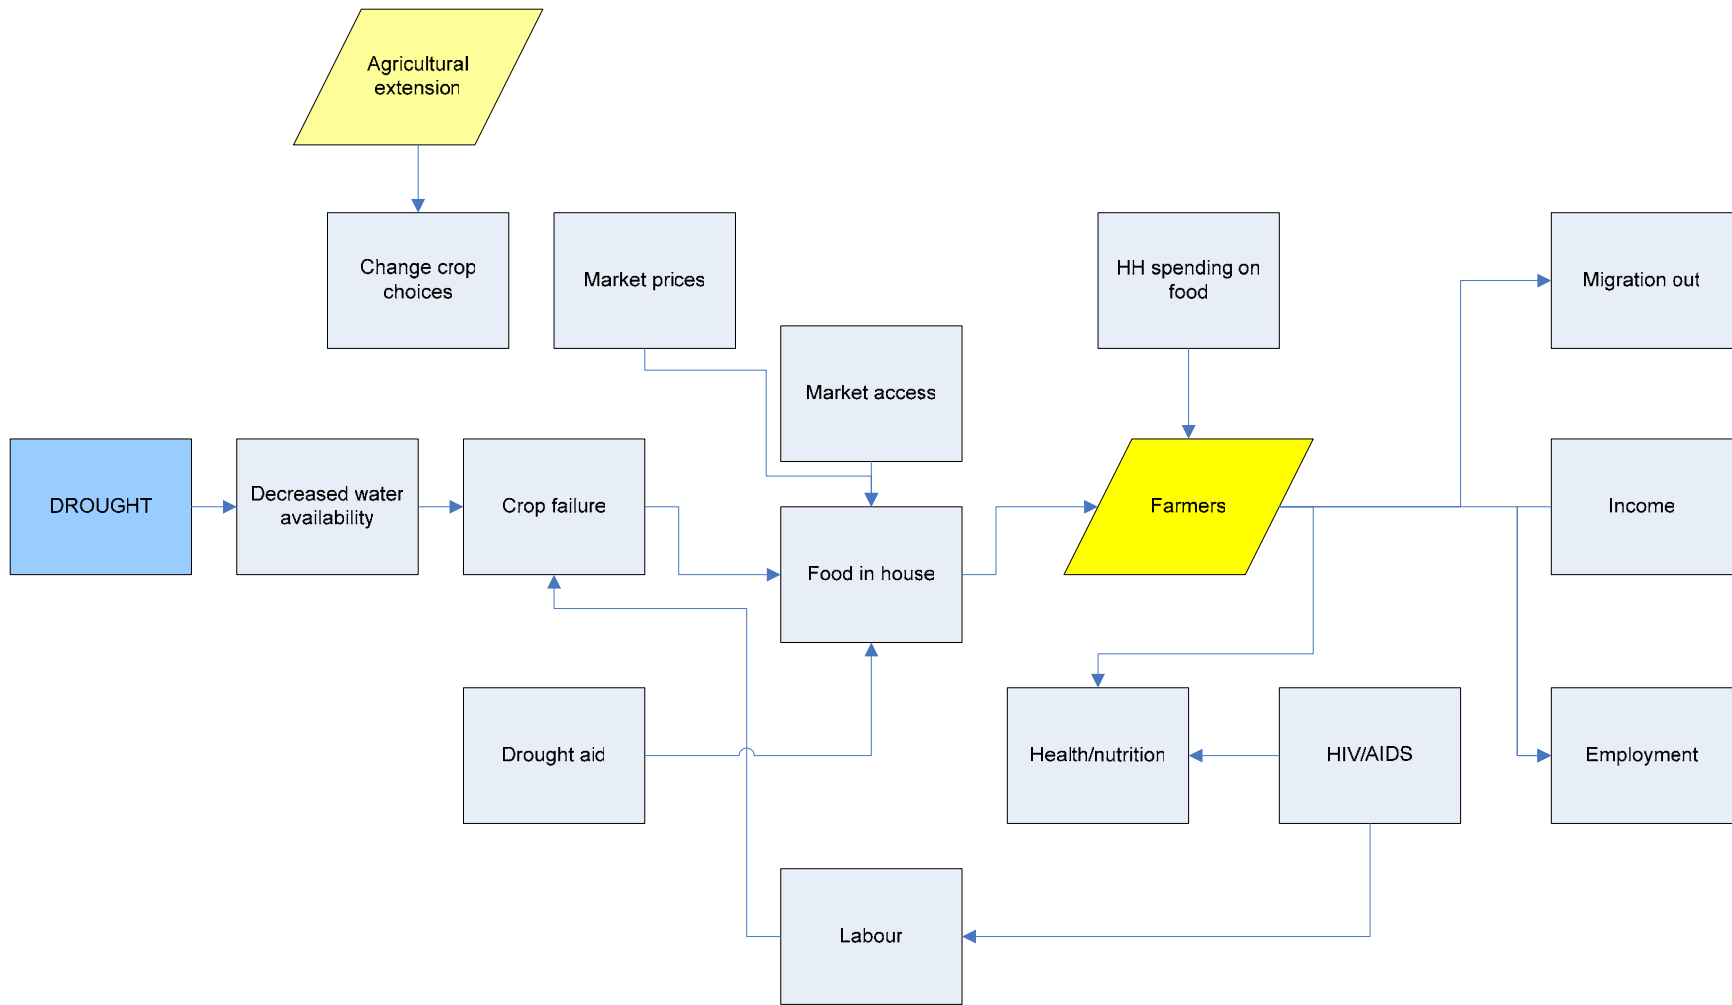 Agricultural
extension
Change crop
choices
Market prices
HH spending on
food
Migration out
Market access
DROUGHT
Decreased water
availability
Crop failure
Food in house
Farmers
Income
Drought aid
Health/nutrition
HIV/AIDS
Employment
Labour